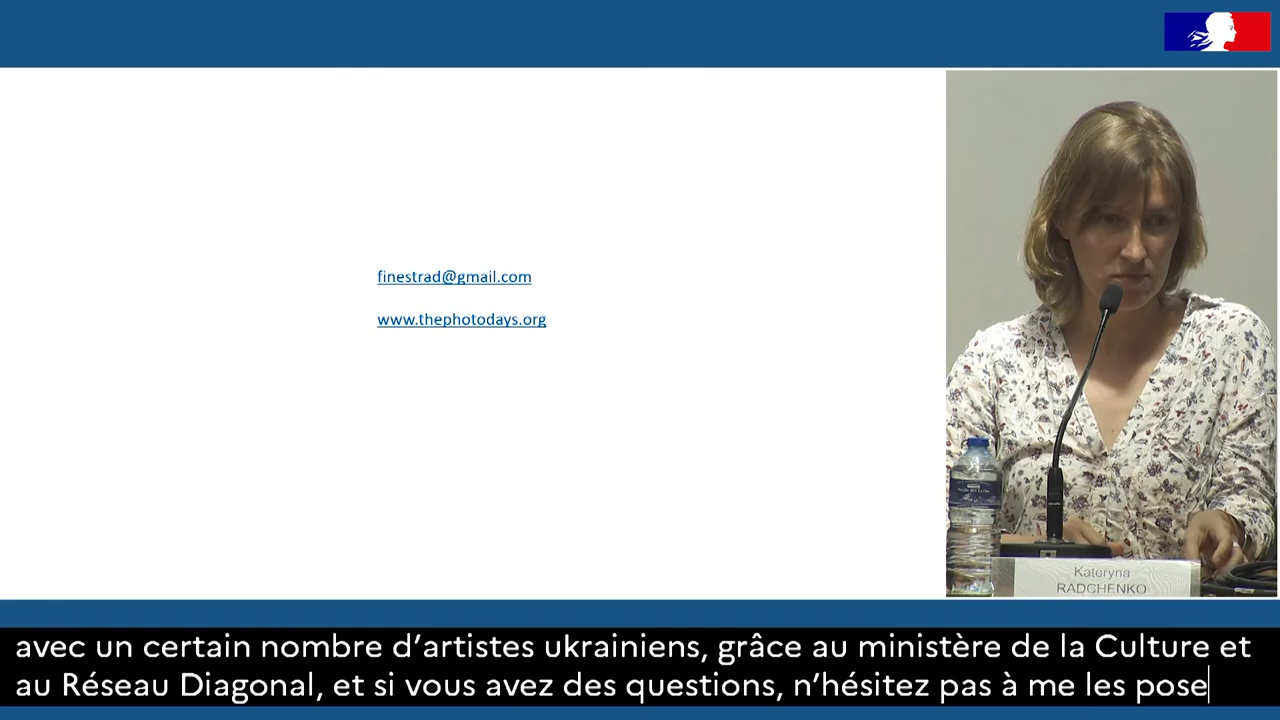 finestrad@gmail.com
www.thephotodays.org
Kateryna
RADCHENKO
avec un certain nombre d’artistes ukrainiens, grâce au ministère de la Culture et
au Réseau Diagonal, et si vous avez des questions, n’hésitez pas à me les pose